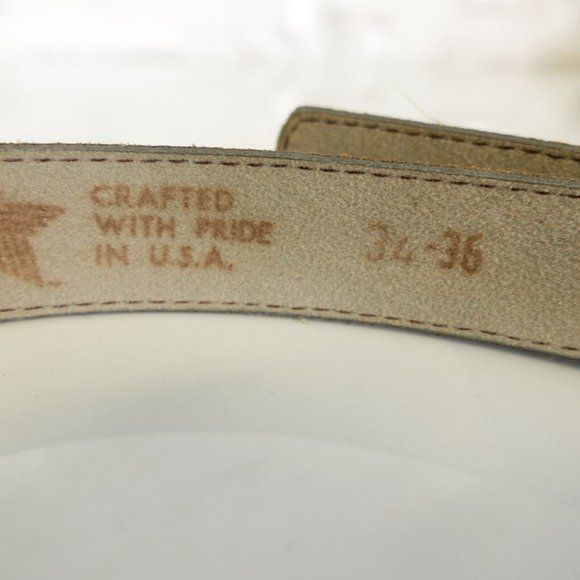 CRAFTED
WITH PRIDE
IN U.S.A.
34-36